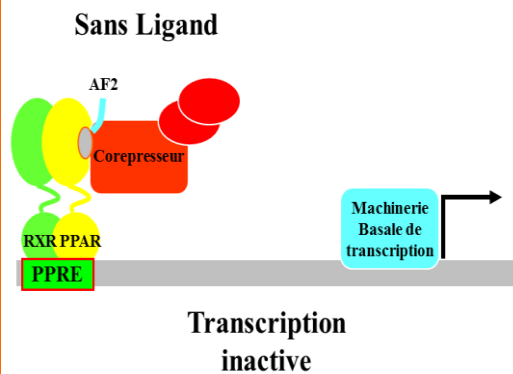 Sans Ligand
AF2
Corepresseur
RXR PPAR
PPRE
Machinerie
Basale de
transcription
Transcription
inactive